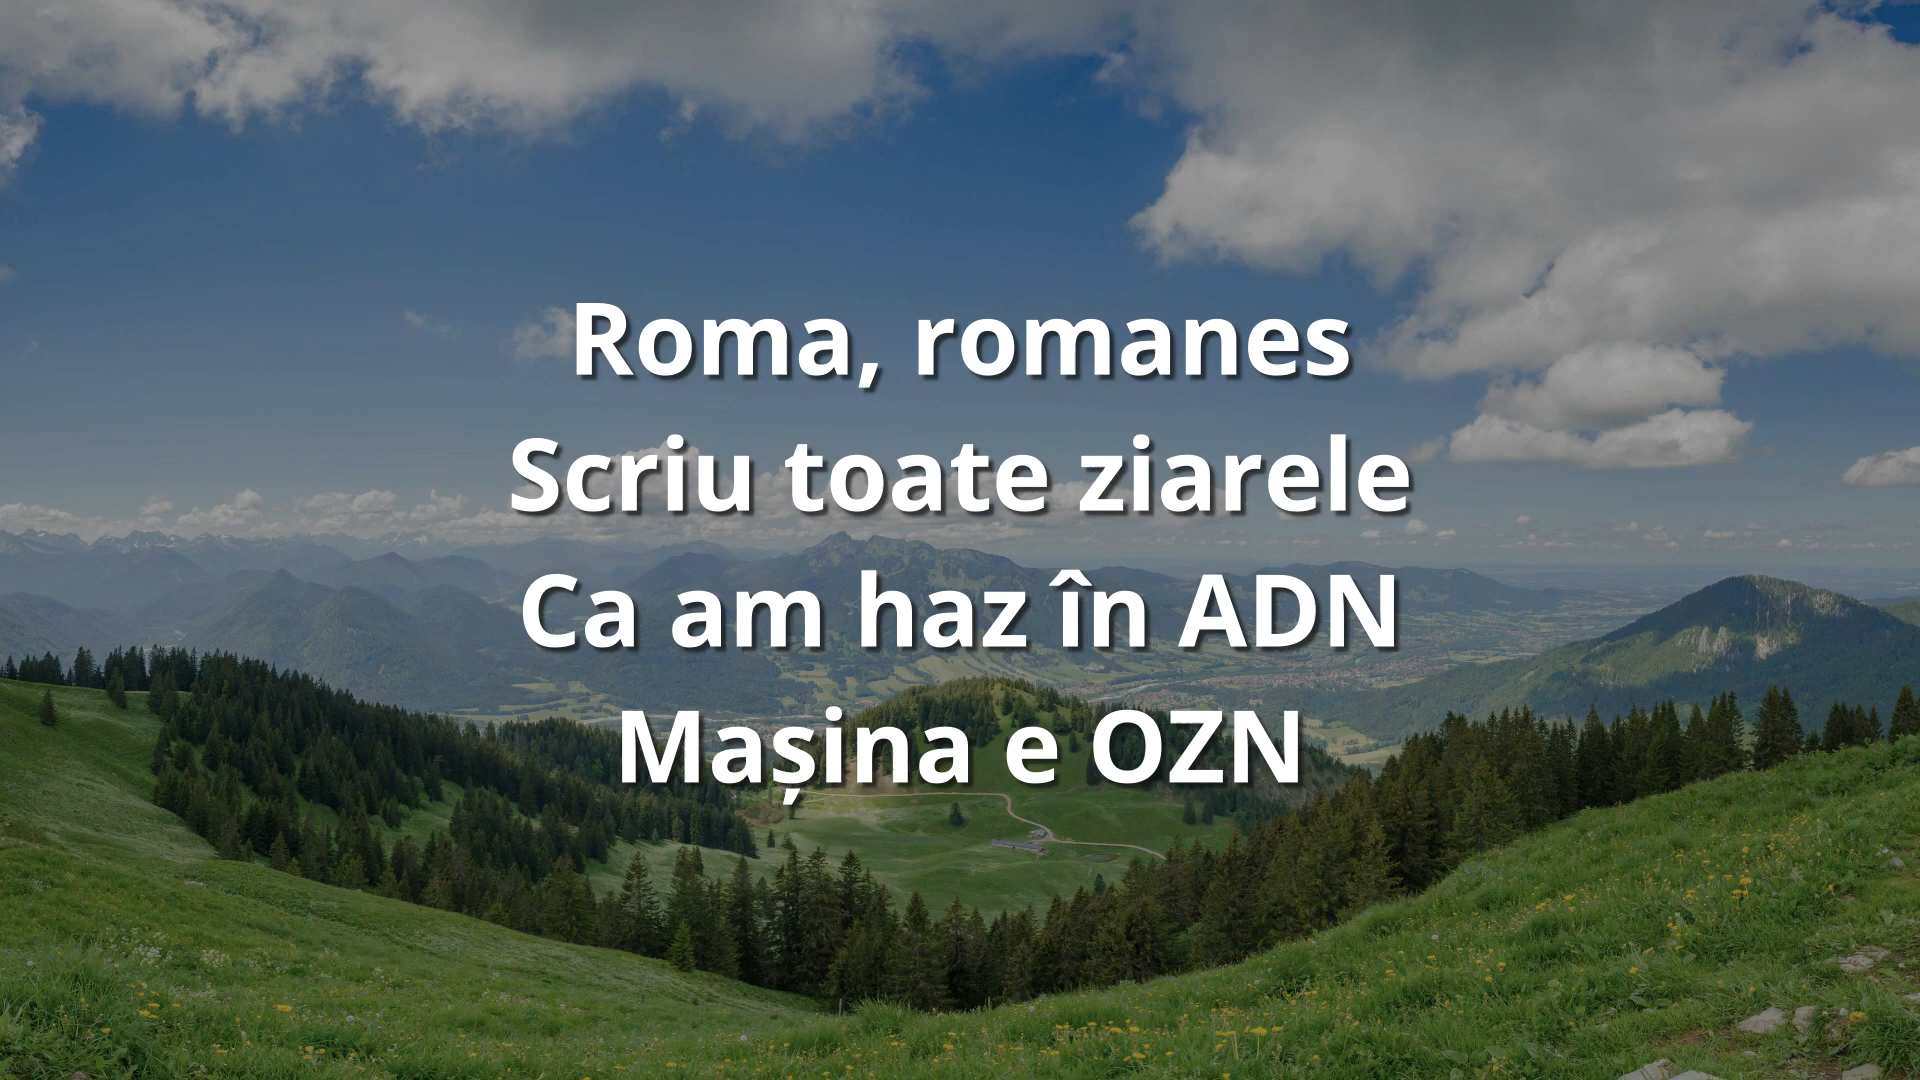 Roma, romanes
Scriu toate ziarele
Ca am haz în ADN
Mașina e OZN